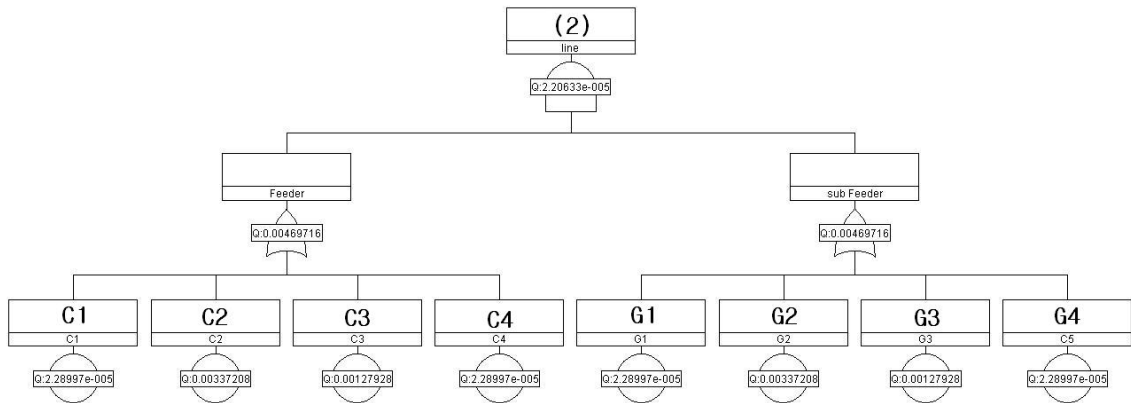 (2)
line
Q:2.20633e-005
Feeder
sub Feeder
Q:0.00469716
Q:0.00469716
C1
C2
C3
C4
G1
G2
G3
G4
C1
C2
C3
C4
G1
G2
G3
C5
Q:2.28997e-005
Q:0.00337208
Q:0.00127928
Q:2.28997e-005
Q:2.28997e-005
Q:0.00337208
Q:0.00127928
Q:2.28997e-005